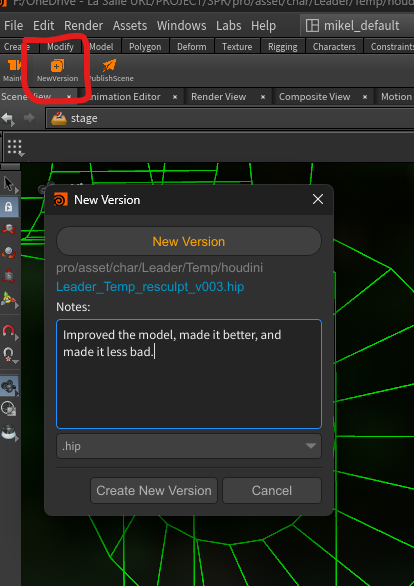 F:/OneDrive - La Salle URL/PROJECT/SPR/pro/asset/char/Leader/Temp/houdi
File Edit Render Assets Windows Labs Help mikel_default
Create Modify Model Polygon Deform Texture Rigging Characters Constraints
NewVersion PublishScene
Scene View Animation Editor Render View Composite View Motion
stage
New Version
New Version
pro/asset/char/Leader/Temp/houdini
Leader_Temp_resculpt_v003.hip
Notes:
Improved the model, made it better, and
made it less bad.
.hip
Create New Version Cancel